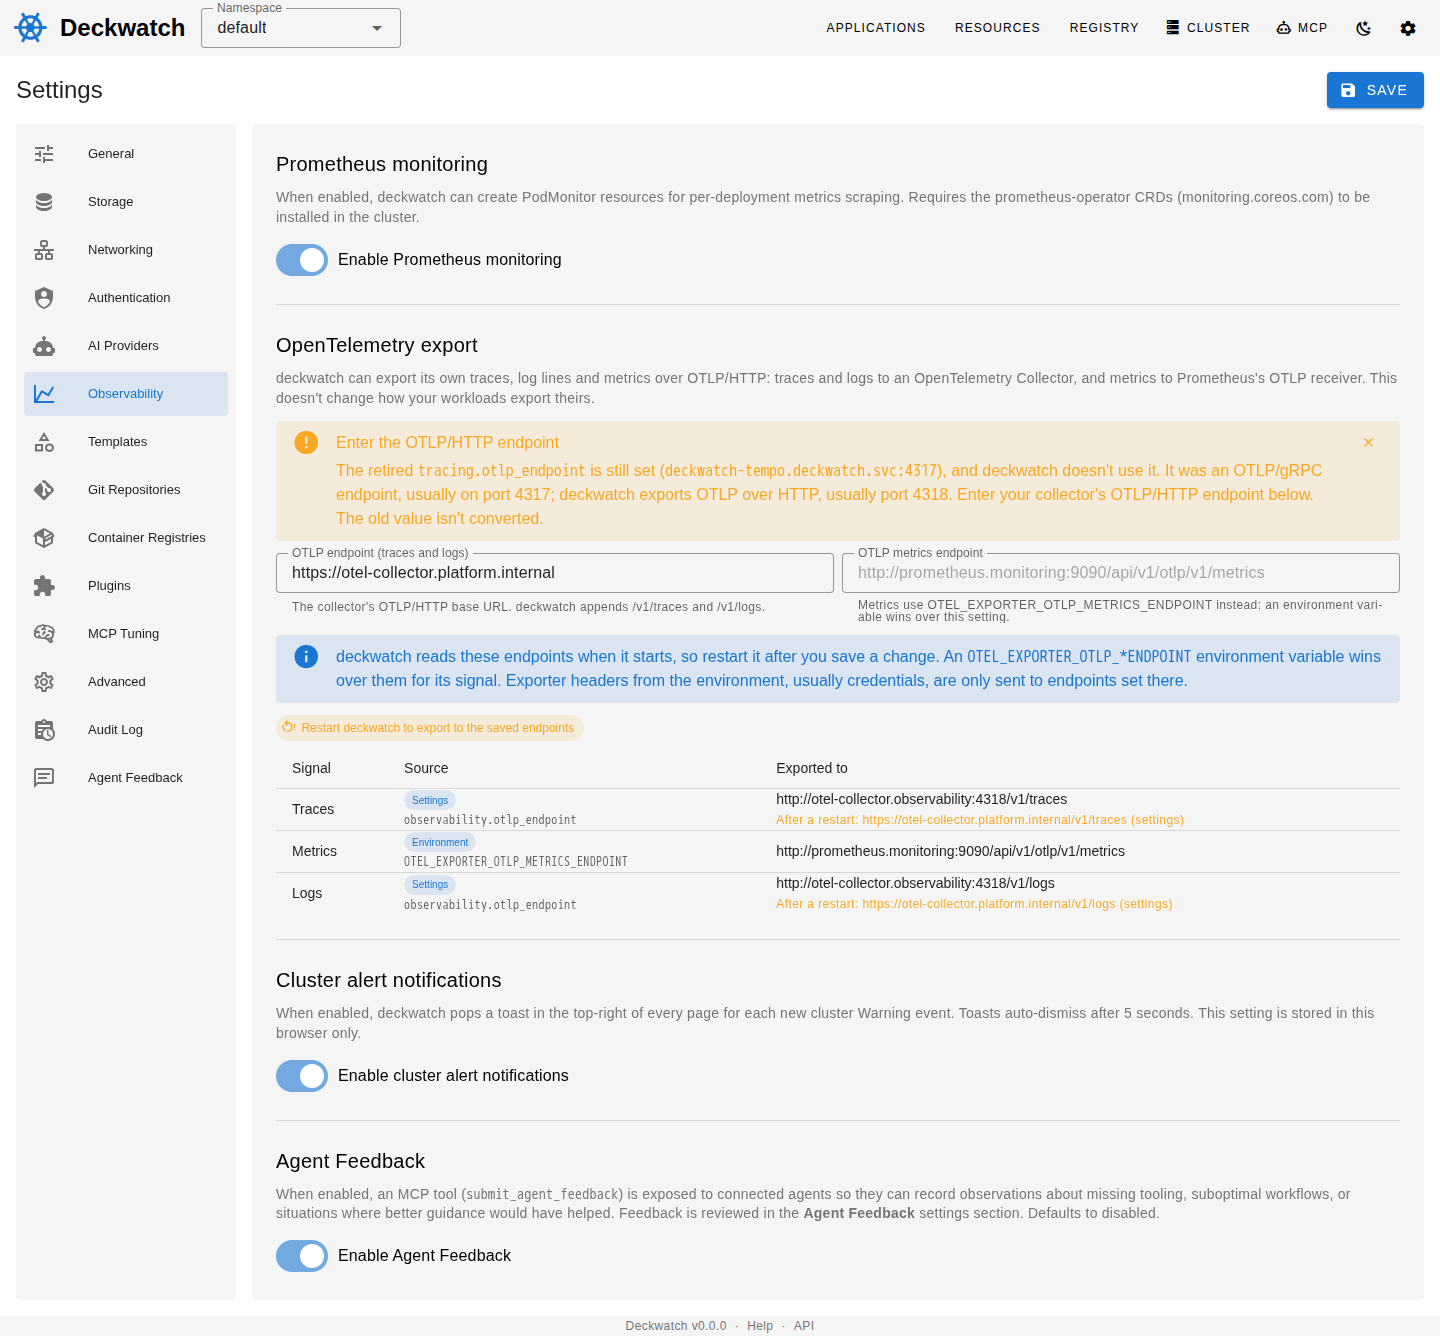 Deckwatch
Namespace
default
APPLICATIONS
RESOURCES
REGISTRY
CLUSTER
MCP
Settings
SAVE
General
Storage
Networking
Authentication
AI Providers
Observability
Templates
Git Repositories
Container Registries
Plugins
MCP Tuning
Advanced
Audit Log
Agent Feedback
Prometheus monitoring
When enabled, deckwatch can create PodMonitor resources for per-deployment metrics scraping. Requires the prometheus-operator CRDs (monitoring.coreos.com) to be
installed in the cluster.
Enable Prometheus monitoring
OpenTelemetry export
deckwatch can export its own traces, log lines and metrics over OTLP/HTTP: traces and logs to an OpenTelemetry Collector, and metrics to Prometheus's OTLP receiver. This
doesn't change how your workloads export theirs.
Enter the OTLP/HTTP endpoint
The retired tracing.otlp_endpoint is still set (deckwatch-tempo.deckwatch.svc:4317), and deckwatch doesn't use it. It was an OTLP/gRPC
endpoint, usually on port 4317; deckwatch exports OTLP over HTTP, usually port 4318. Enter your collector's OTLP/HTTP endpoint below.
The old value isn't converted.
OTLP endpoint (traces and logs)
https://otel-collector.platform.internal
The collector's OTLP/HTTP base URL. deckwatch appends /v1/traces and /v1/logs.
OTLP metrics endpoint
http://prometheus.monitoring:9090/api/v1/otlp/v1/metrics
Metrics use OTEL_EXPORTER_OTLP_METRICS_ENDPOINT instead: an environment vari-
able wins over this setting.
deckwatch reads these endpoints when it starts, so restart it after you save a change. An OTEL_EXPORTER_OTLP_*ENDPOINT environment variable wins
over them for its signal. Exporter headers from the environment, usually credentials, are only sent to endpoints set there.
Restart deckwatch to export to the saved endpoints
Signal
Source
Exported to
Traces
Settings
observability.otlp_endpoint
http://otel-collector.observability:4318/v1/traces
After a restart: https://otel-collector.platform.internal/v1/traces (settings)
Metrics
Environment
OTEL_EXPORTER_OTLP_METRICS_ENDPOINT
http://prometheus.monitoring:9090/api/v1/otlp/v1/metrics
Logs
Settings
observability.otlp_endpoint
http://otel-collector.observability:4318/v1/logs
After a restart: https://otel-collector.platform.internal/v1/logs (settings)
Cluster alert notifications
When enabled, deckwatch pops a toast in the top-right of every page for each new cluster Warning event. Toasts auto-dismiss after 5 seconds. This setting is stored in this
browser only.
Enable cluster alert notifications
Agent Feedback
When enabled, an MCP tool (submit_agent_feedback) is exposed to connected agents so they can record observations about missing tooling, suboptimal workflows, or
situations where better guidance would have helped. Feedback is reviewed in the Agent Feedback settings section. Defaults to disabled.
Enable Agent Feedback
Deckwatch v0.0.0 · Help · API